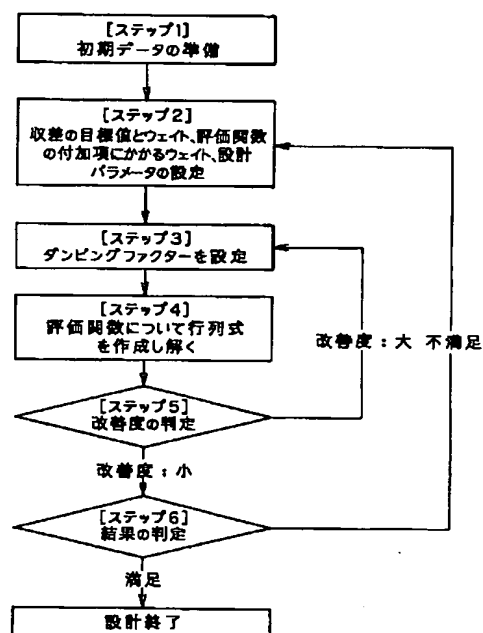 [ステップ1]
初期データの準備
[ステップ2]
収差の目標値とウェイト、評価関数
の付加項にかかるウェイト、設計
パラメータの設定
[ステップ3]
ダンピングファクターを設定
[ステップ4]
評価関数について行列式
を作成し解く
改善度：大 不満足
[ステップ5]
改善度の判定
改善度：小
[ステップ6]
結果の判定
満足
設計終了